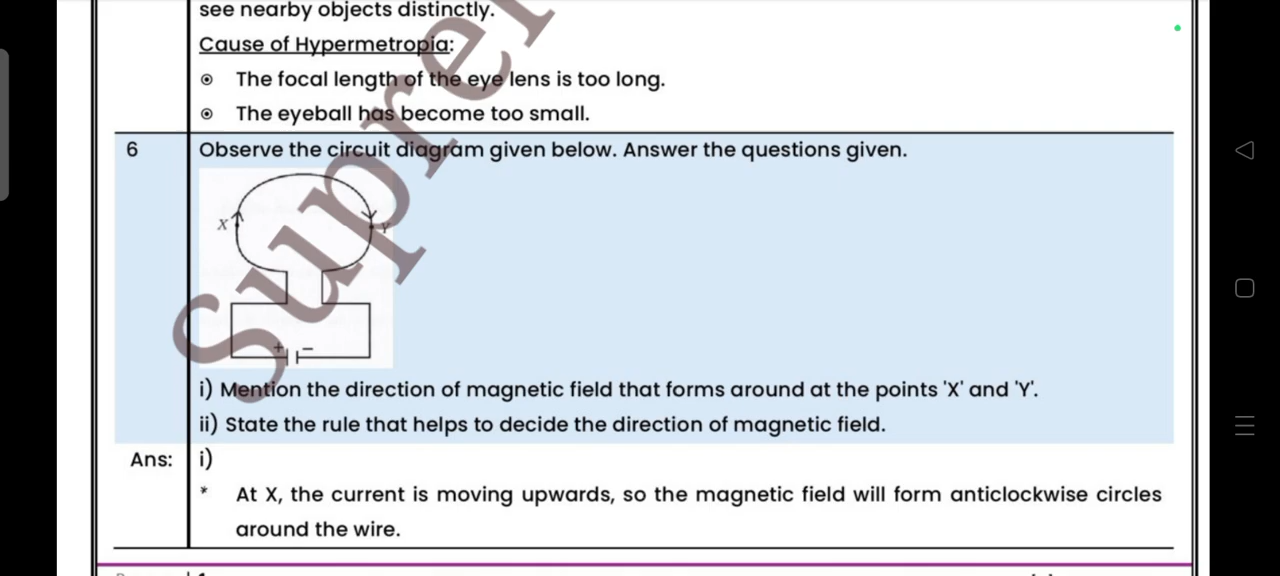 see nearby objects distinctly.
Cause of Hypermetropia:
The focal length of the eye lens is too long.
The eyeball has become too small.
6 Observe the circuit diagram given below. Answer the questions given.
X
Y
+ −
i) Mention the direction of magnetic field that forms around at the points 'X' and 'Y'.
ii) State the rule that helps to decide the direction of magnetic field.
Ans: i)
* At X, the current is moving upwards, so the magnetic field will form anticlockwise circles
around the wire.